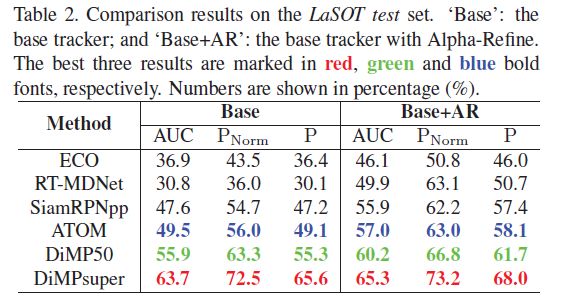 Table 2. Comparison results on the LaSOT test set. ‘Base’: the
base tracker; and ‘Base+AR’: the base tracker with Alpha-Refine.
The best three results are marked in red, green and blue bold
fonts, respectively. Numbers are shown in percentage (%).
Method Base Base+AR
AUC PNorm P AUC PNorm P
ECO 36.9 43.5 36.4 46.1 50.8 46.0
RT-MDNet 30.8 36.0 30.1 49.9 63.1 50.7
SiamRPNpp 47.6 54.7 47.2 55.9 62.2 57.4
ATOM 49.5 56.0 49.1 57.0 63.0 58.1
DiMP50 55.9 63.3 55.3 60.2 66.8 61.7
DiMPsuper 63.7 72.5 65.6 65.3 73.2 68.0